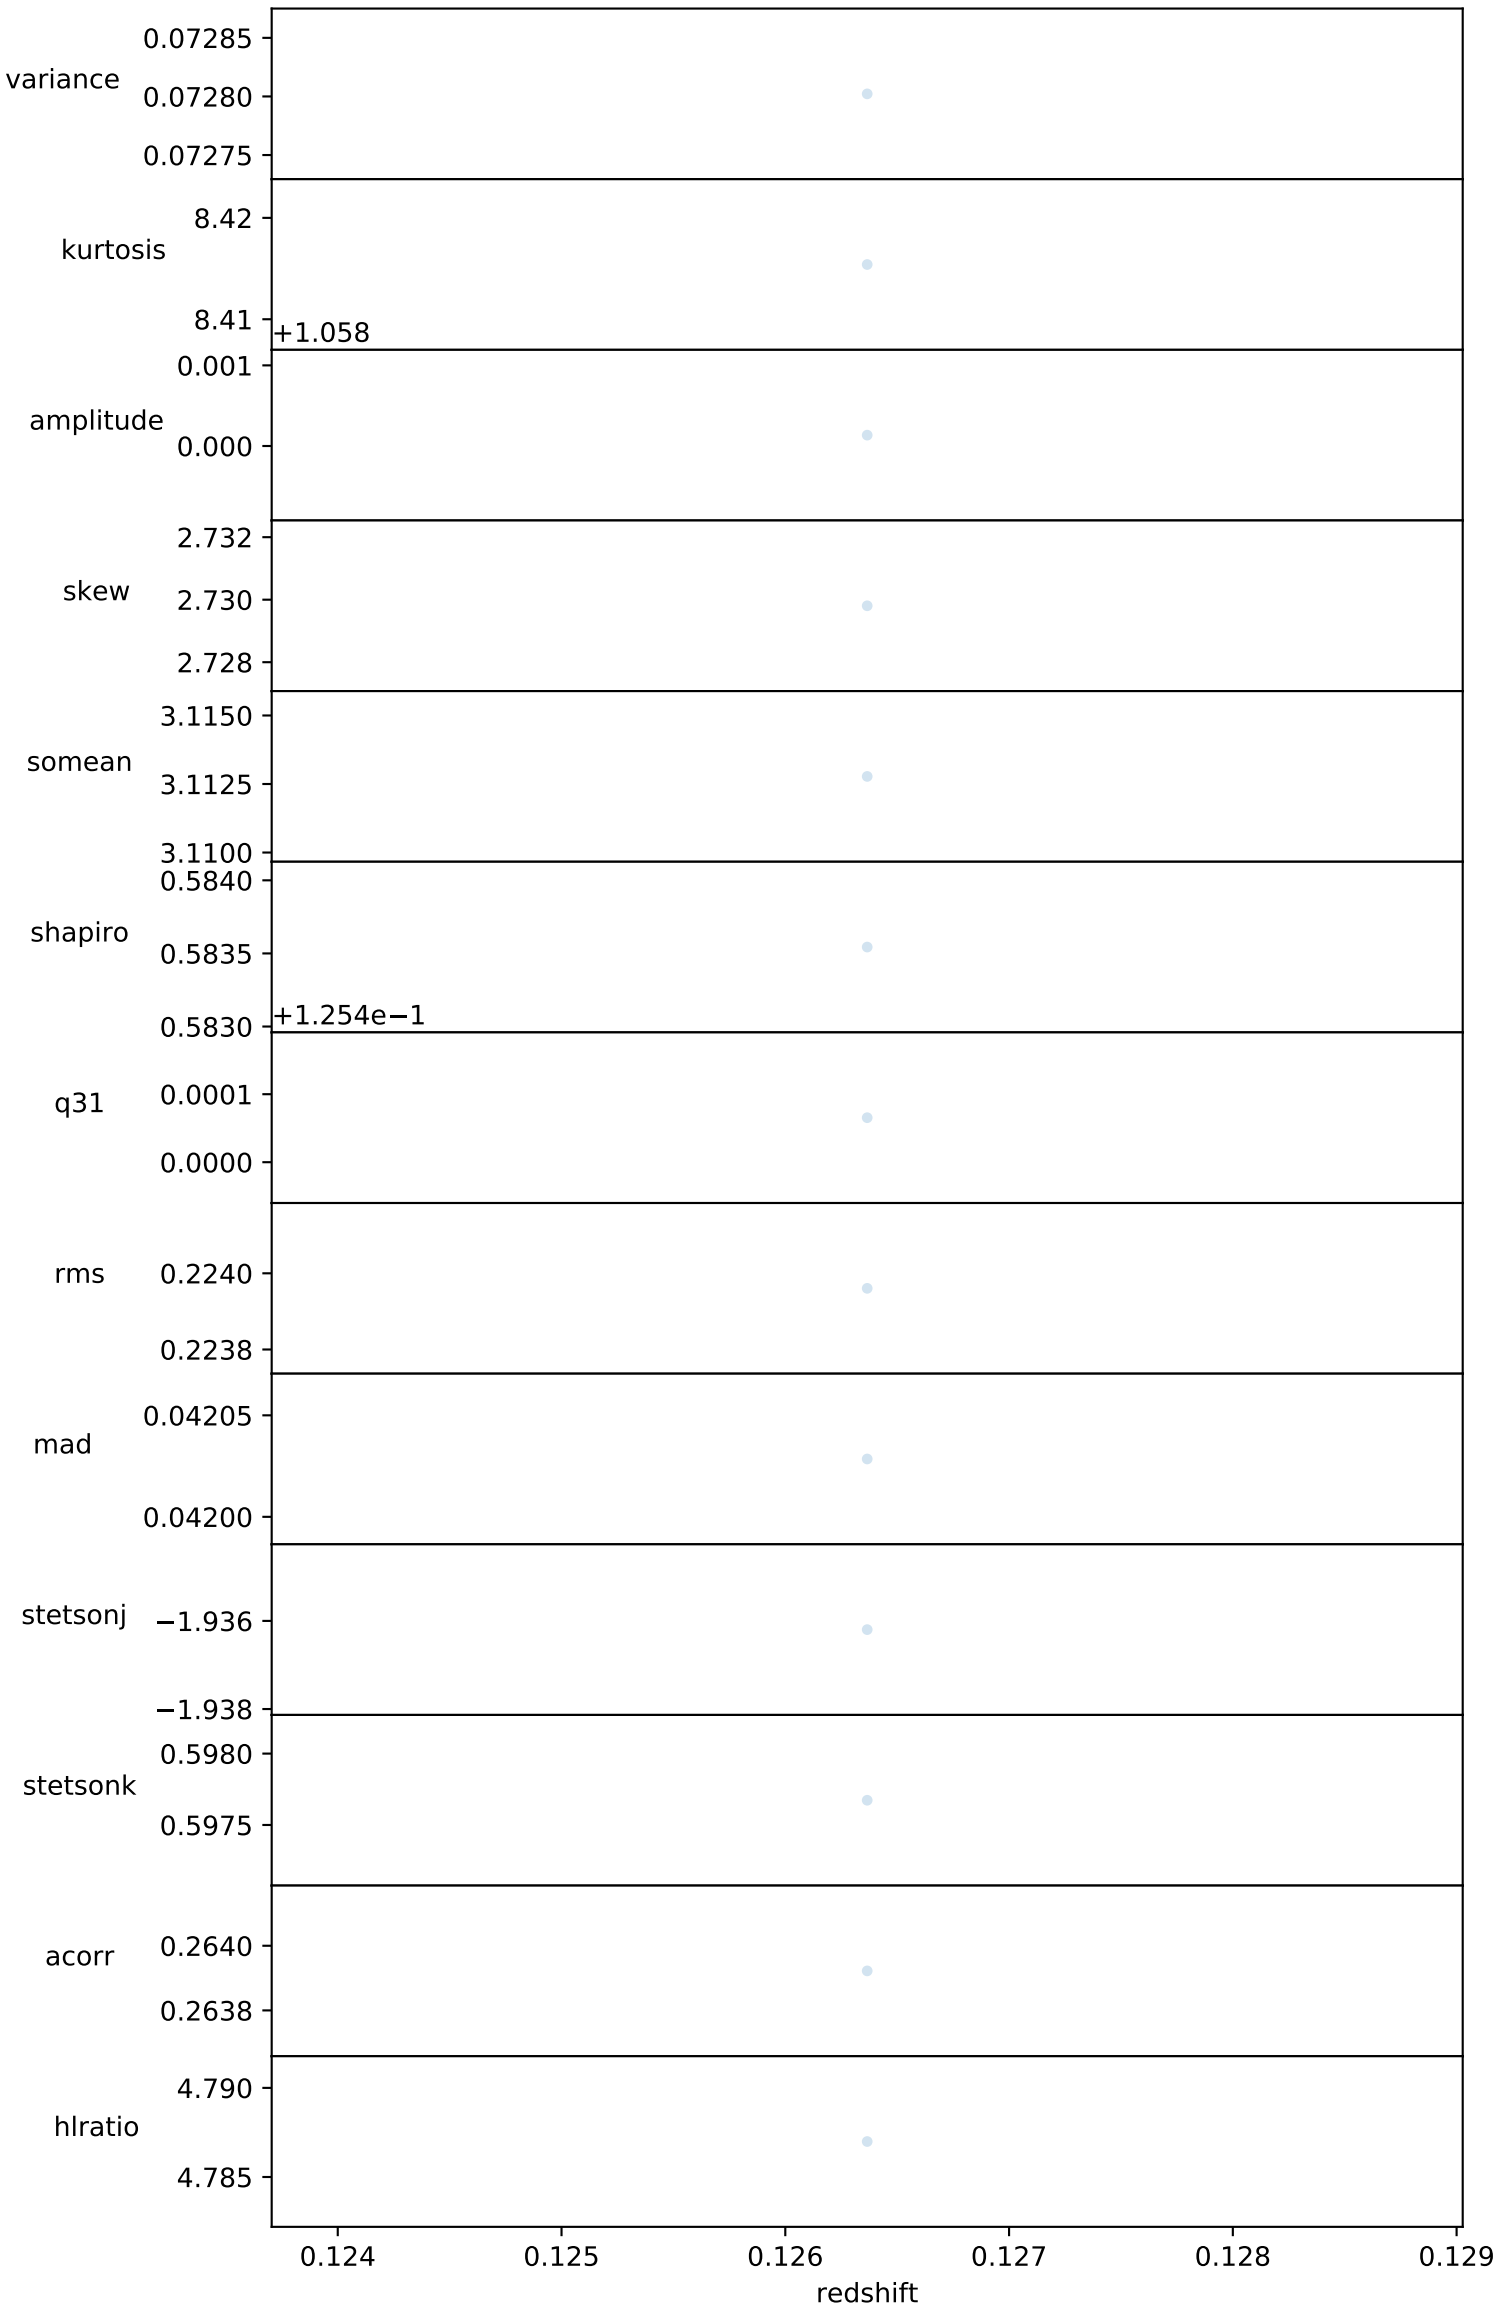 0.07285
variance
0.07280
0.07275
8.42
kurtosis
8.41
+1.058
0.001
amplitude
0.000
2.732
skew
2.730
2.728
3.1150
somean
3.1125
3.1100
0.5840
shapiro
0.5835
+1.254e−1
0.5830
0.0001
q31
0.0000
rms
0.2240
0.2238
0.04205
mad
0.04200
stetsonj
−1.936
−1.938
0.5980
stetsonk
0.5975
0.2640
acorr
0.2638
4.790
hlratio
4.785
0.124 0.125 0.126 0.127 0.128 0.129
redshift